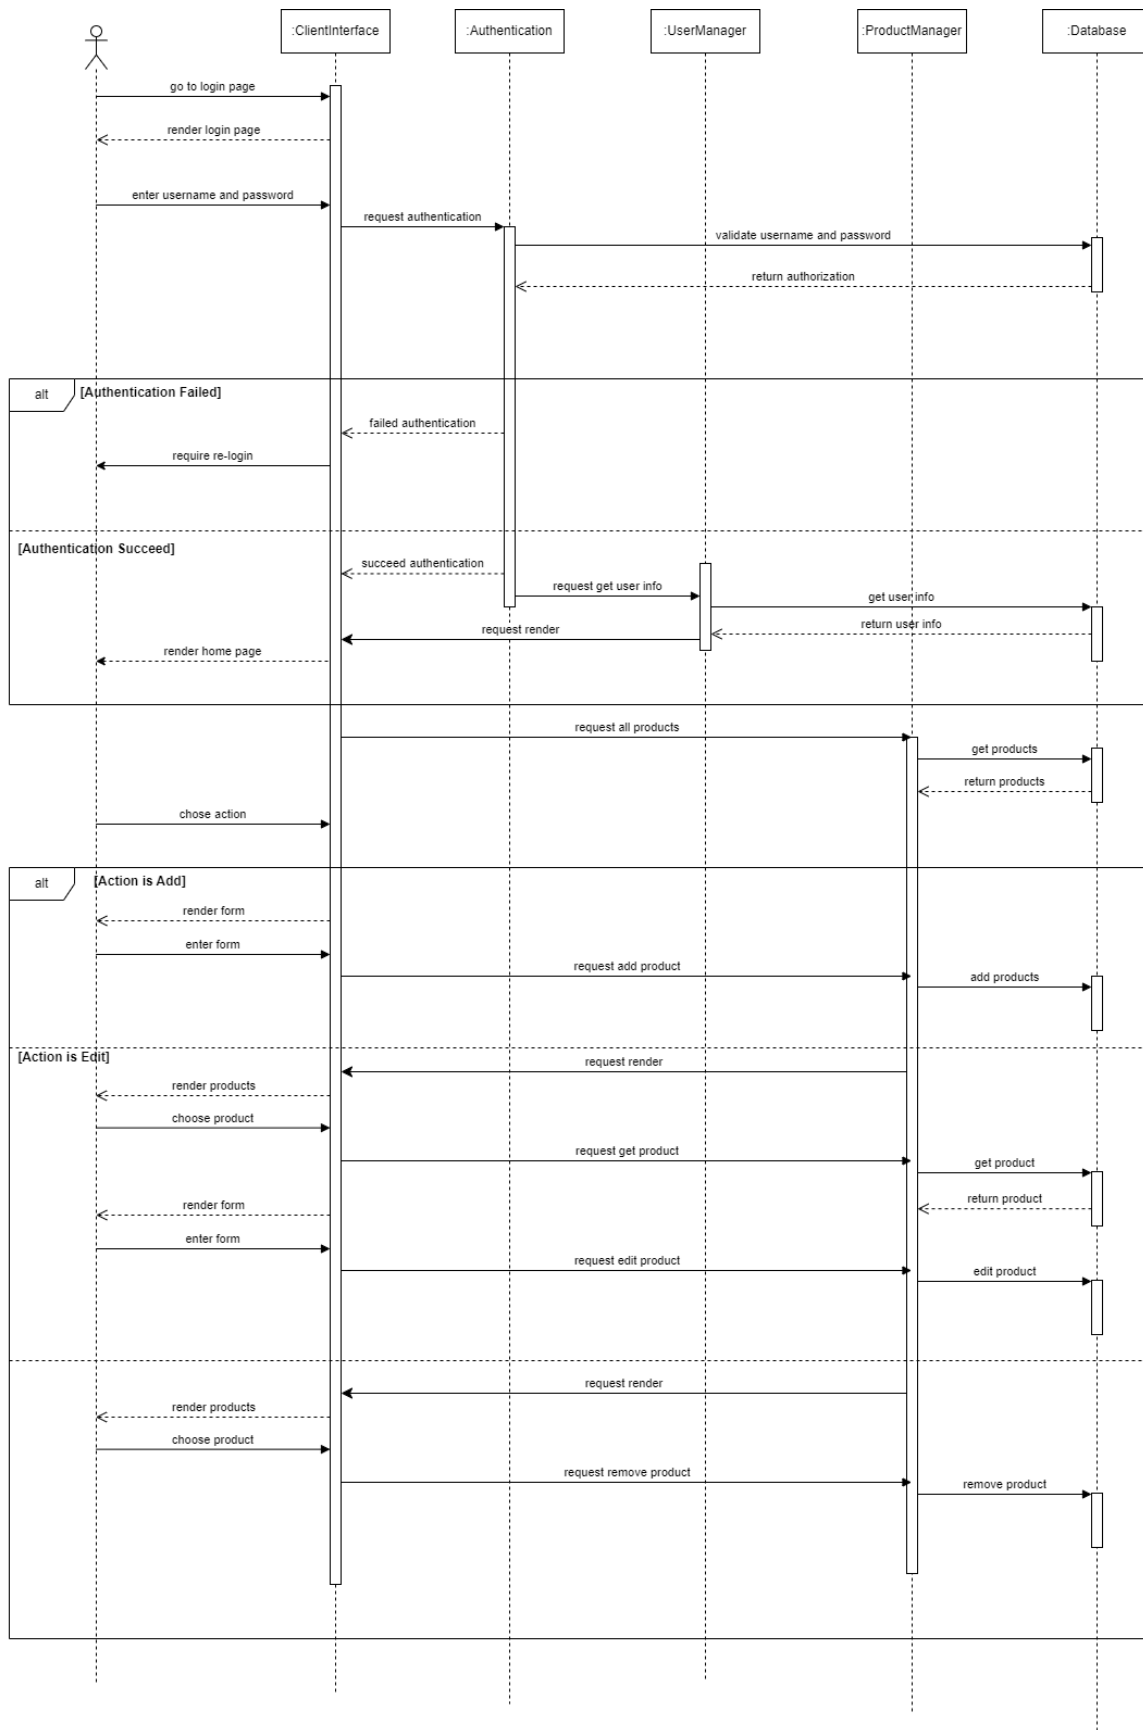 :ClientInterface
:Authentication
:UserManager
:ProductManager
:Database
go to login page
render login page
enter username and password
request authentication
validate username and password
return authorization
alt
[Authentication Failed]
failed authentication
require re-login
[Authentication Succeed]
succeed authentication
request get user info
get user info
return user info
request render
render home page
request all products
get products
return products
chose action
alt
[Action is Add]
render form
enter form
request add product
add products
[Action is Edit]
request render
render products
choose product
request get product
get product
return product
render form
enter form
request edit product
edit product
request render
render products
choose product
request remove product
remove product